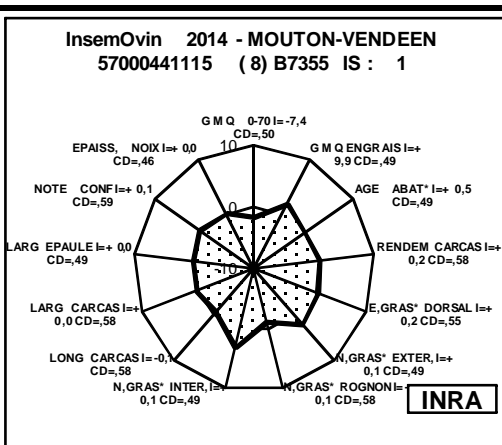 InsemOvin 2014 - MOUTON-VENDEEN
57000441115 ( 8) B7355 IS : 1
GMQ 0-70 I= -7,4
CD=,50
EPAISS, NOIX I=+ 0,0
CD=,46
GMQ ENGRAIS I=+
9,9 CD=,49
NOTE CONF I=+ 0,1
CD=,59
AGE ABAT* I=+ 0,5
CD=,49
LARG EPAULE I=+ 0,0
CD=,49
RENDEM CARCAS I=+
0,2 CD=,58
LARG CARCAS I=+
0,0 CD=,58
E,GRAS* DORSAL I=+
0,2 CD=,55
LONG CARCAS I= -0,1
CD=,58
N,GRAS* EXTER, I=+
0,1 CD=,49
N,GRAS* INTER, I=+
0,1 CD=,49
N,GRAS* ROGNON I= -
0,1 CD=,58
10
0
-10
INRA